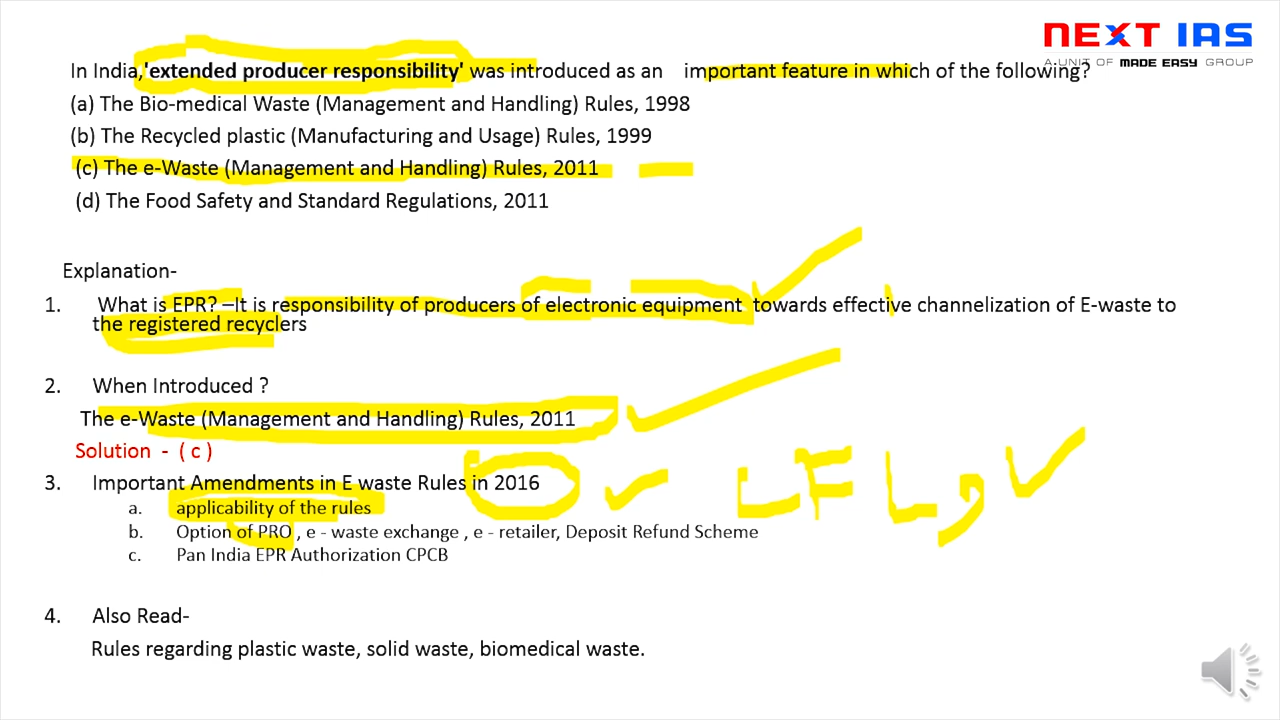 NEXT IAS
A UNIT OF MADE EASY GROUP
In India,'extended producer responsibility' was introduced as an important feature in which of the following?
(a) The Bio-medical Waste (Management and Handling) Rules, 1998
(b) The Recycled plastic (Manufacturing and Usage) Rules, 1999
(c) The e-Waste (Management and Handling) Rules, 2011
(d) The Food Safety and Standard Regulations, 2011
Explanation-
1. What is EPR? –It is responsibility of producers of electronic equipment towards effective channelization of E-waste to
the registered recyclers
2. When Introduced ?
The e-Waste (Management and Handling) Rules, 2011
Solution - ( c )
3. Important Amendments in E waste Rules in 2016
a. applicability of the rules
b. Option of PRO , e - waste exchange , e - retailer, Deposit Refund Scheme
c. Pan India EPR Authorization CPCB
4. Also Read-
Rules regarding plastic waste, solid waste, biomedical waste.